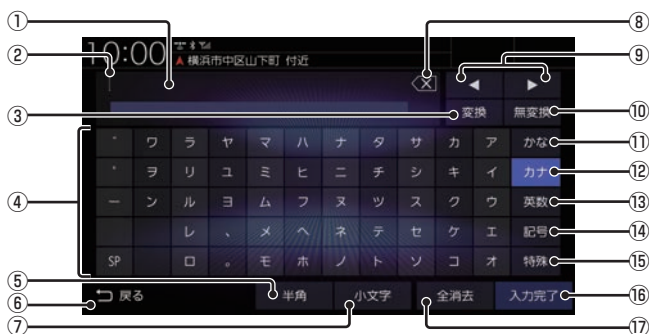 ① ⑧
② 10:00 ⑨
横浜市中区山下町 付近
◀ ▶
③ 変換 無変換 ⑩
゛ ワ ラ ヤ マ ハ ナ タ サ カ ア かな ⑪
゜ ヲ リ ユ ミ ヒ ニ チ シ キ イ カナ ⑫
④ ー ン ル ヨ ム フ ヌ ツ ス ク ウ 英数 ⑬
レ 、 メ ヘ ネ テ セ ケ エ 記号 ⑭
SP ロ 。 モ ホ ノ ト ソ コ オ 特殊 ⑮
⑤
⑥ 戻る 半角 小文字 全消去 入力完了 ⑯
⑦ ⑰